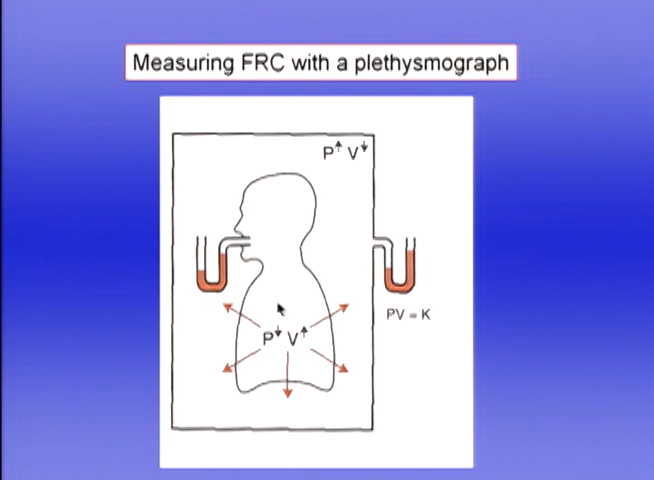 Measuring FRC with a plethysmograph
P↑ V↓
PV = K
P↓ V↑